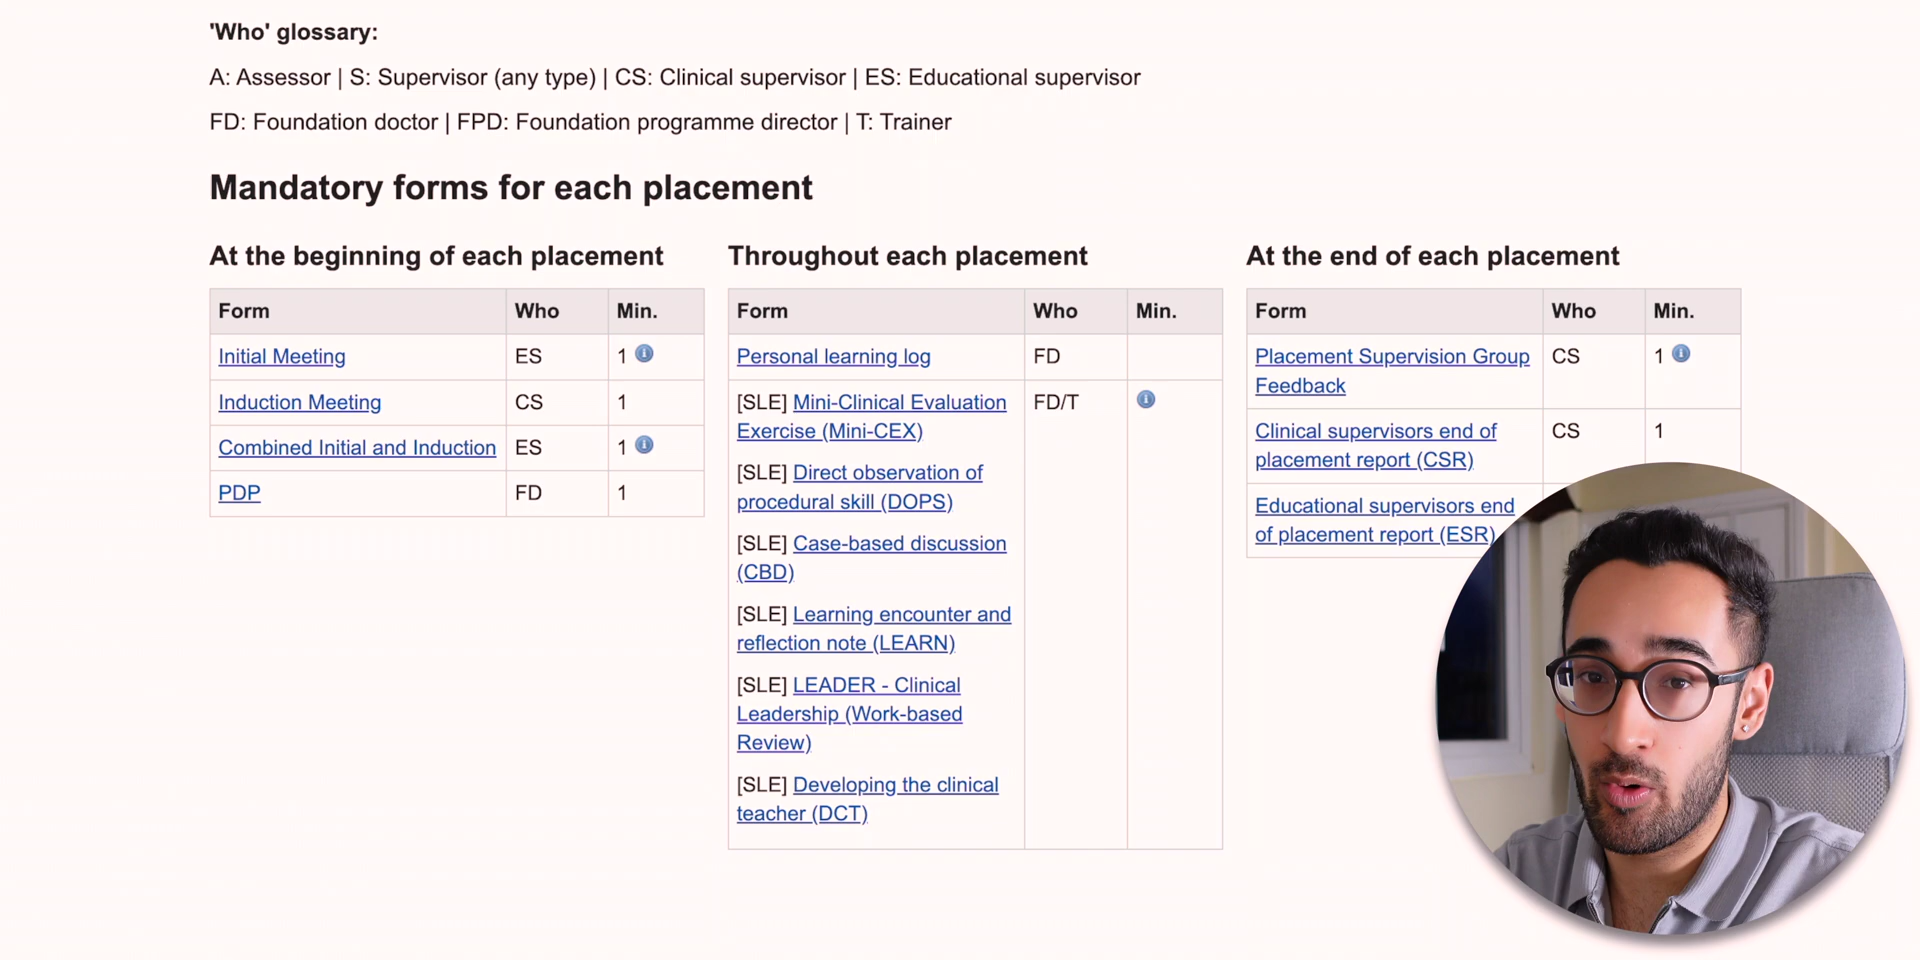 'Who' glossary:
A: Assessor | S: Supervisor (any type) | CS: Clinical supervisor | ES: Educational supervisor
FD: Foundation doctor | FPD: Foundation programme director | T: Trainer
Mandatory forms for each placement
At the beginning of each placement
Form Who Min.
Initial Meeting ES 1
Induction Meeting CS 1
Combined Initial and Induction ES 1
PDP FD 1
Throughout each placement
Form Who Min.
Personal learning log FD
[SLE] Mini-Clinical Evaluation FD/T
Exercise (Mini-CEX)
[SLE] Direct observation of
procedural skill (DOPS)
[SLE] Case-based discussion
(CBD)
[SLE] Learning encounter and
reflection note (LEARN)
[SLE] LEADER - Clinical
Leadership (Work-based
Review)
[SLE] Developing the clinical
teacher (DCT)
At the end of each placement
Form Who Min.
Placement Supervision Group CS 1
Feedback
Clinical supervisors end of CS 1
placement report (CSR)
Educational supervisors end
of placement report (ESR)